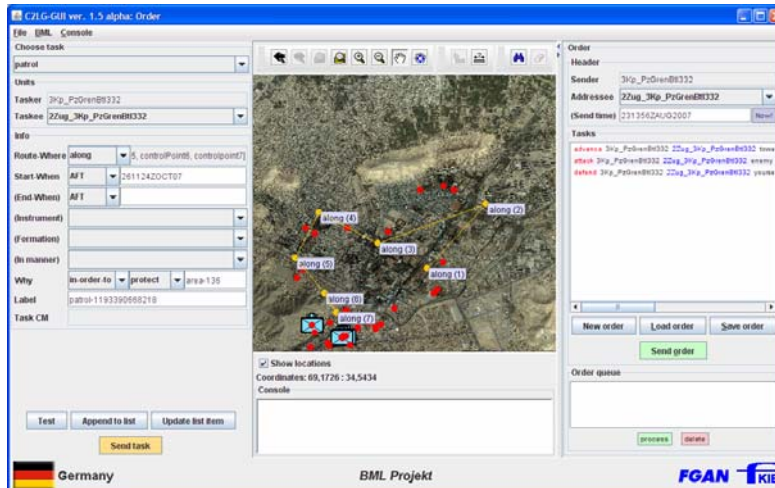 C2LG-GUI ver. 1.5 alpha: Order
File BML Console
Choose task
patrol
Units
Tasker 3Kp_PzGrenBtl332
Taskee 2Zug_3Kp_PzGrenBtl332
Info
Route-Where along 5, controlPoint6, controlpoint7]
Start-When AFT 261124ZOCT07
(End-When) AFT
(Instrument)
(Formation)
(In manner)
Why in-order-to protect area-135
Label patrol-1193390668218
Task CM
Test Append to list Update list item
Send task
along (2)
along (4)
along (3)
along (5)
along (1)
along (6)
along (7)
Show locations
Coordinates: 69,1726 : 34,5434
Console
Order
Header
Sender 3Kp_PzGrenBtl332
Addressee 2Zug_3Kp_PzGrenBtl332
(Send time) 231356ZAUG2007 Now!
Tasks
advance 3Kp_PzGrenBtl332 2Zug_3Kp_PzGrenBtl332
attack 3Kp_PzGrenBtl332 2Zug_3Kp_PzGrenBtl332 enemy
defend 3Kp_PzGrenBtl332 2Zug_3Kp_PzGrenBtl332
New order Load order Save order
Send order
Order queue
process delete
Germany BML Projekt FGAN KIE